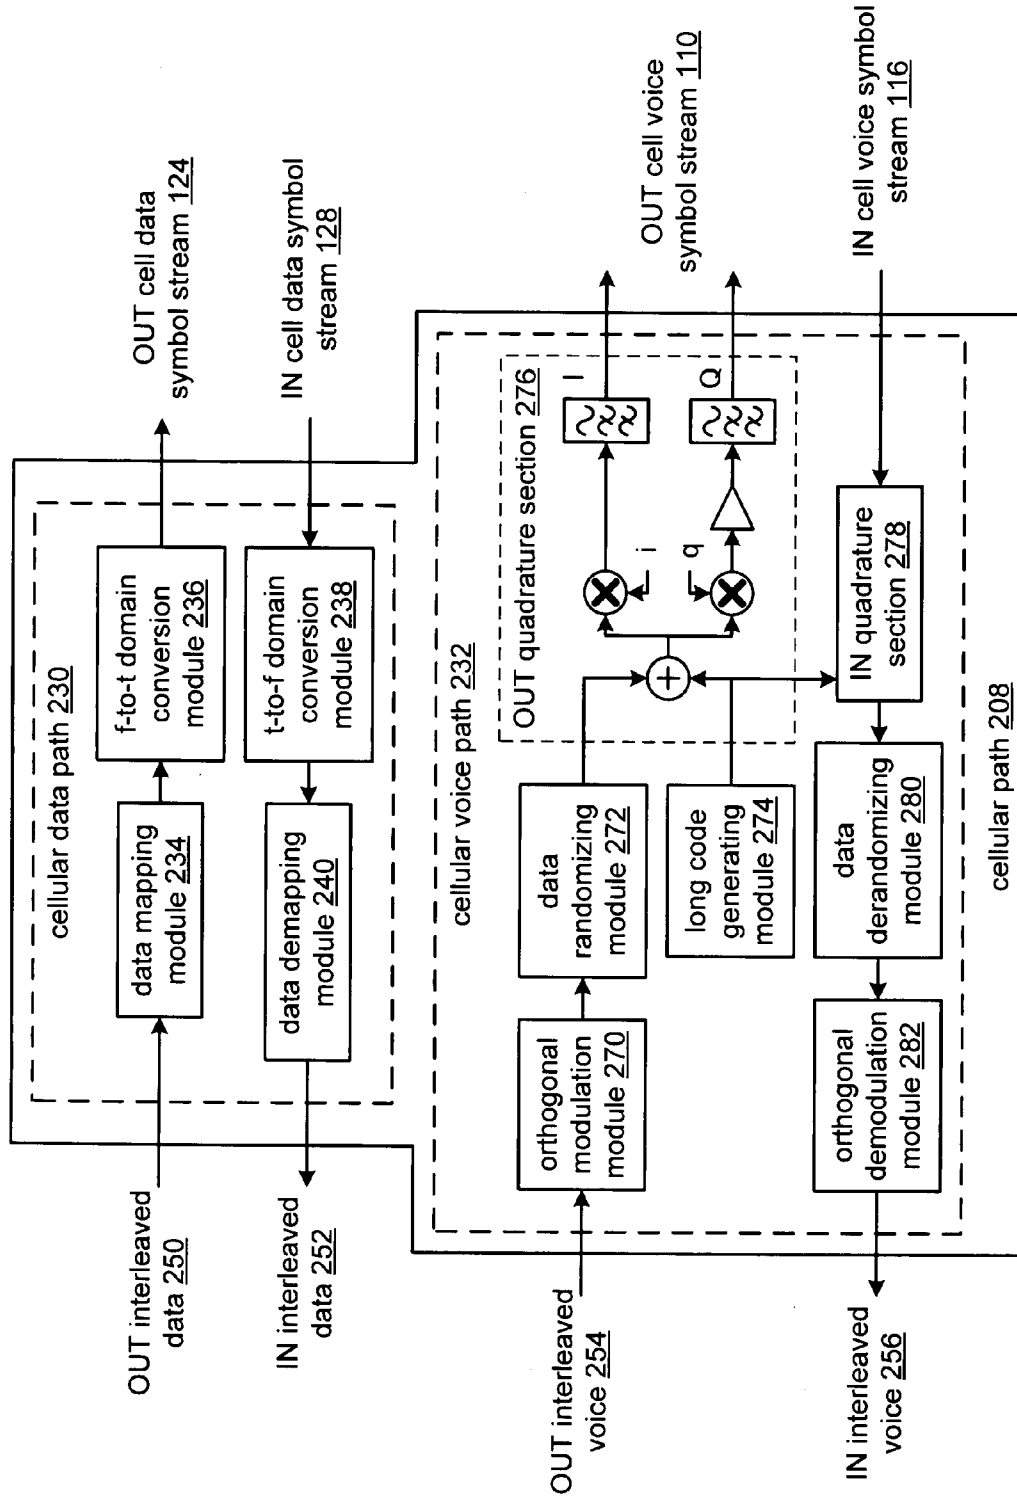 OUT interleaved
data 250
IN interleaved
data 252
cellular data path 230
data mapping
module 234
f-to-t domain
conversion
module 236
data demapping
module 240
t-to-f domain
conversion
module 238
OUT cell data
symbol stream 124
IN cell data symbol
stream 128
OUT interleaved
voice 254
IN interleaved
voice 256
cellular voice path 232
orthogonal
modulation
module 270
data
randomizing
module 272
long code
generating
module 274
OUT quadrature section 276
i
q
I
Q
OUT cell voice
symbol stream 110
orthogonal
demodulation
module 282
data
derandomizing
module 280
IN quadrature
section 278
IN cell voice symbol
stream 116
cellular path 208